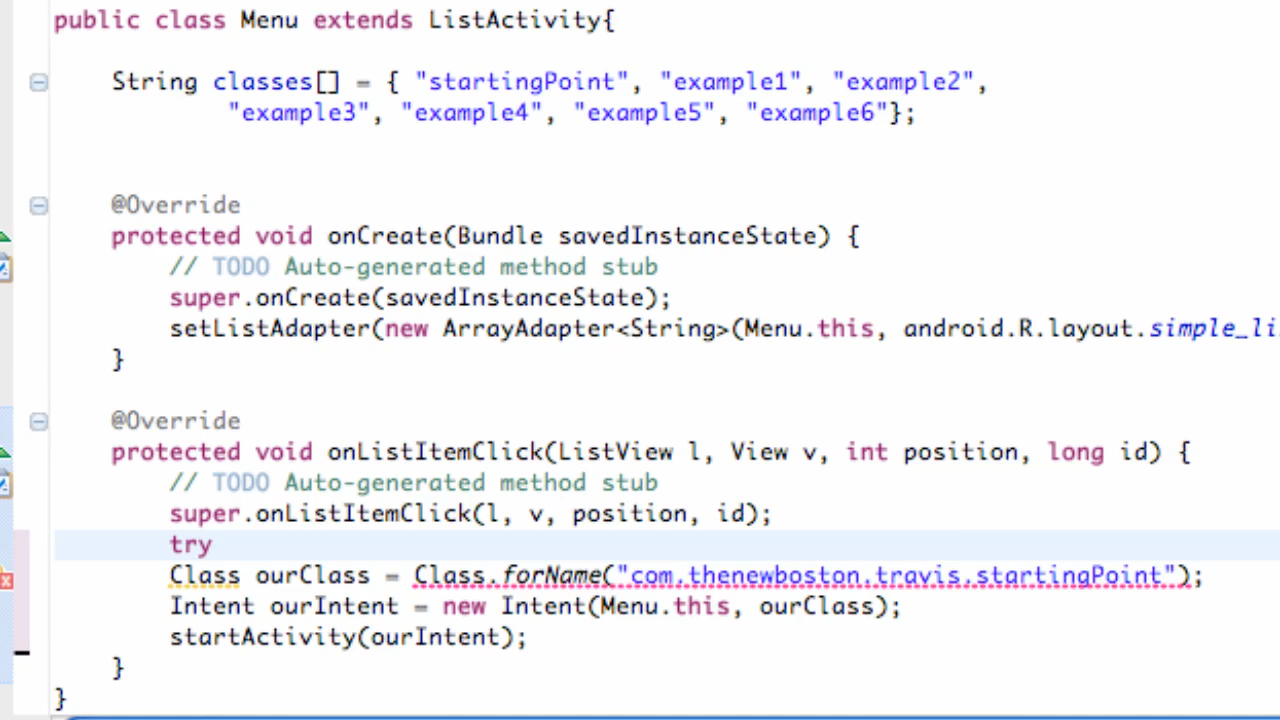 public class Menu extends ListActivity{
String classes[] = { "startingPoint", "example1", "example2",
"example3", "example4", "example5", "example6"};
@Override
protected void onCreate(Bundle savedInstanceState) {
// TODO Auto-generated method stub
super.onCreate(savedInstanceState);
setListAdapter(new ArrayAdapter<String>(Menu.this, android.R.layout.simple_li
}
@Override
protected void onListItemClick(ListView l, View v, int position, long id) {
// TODO Auto-generated method stub
super.onListItemClick(l, v, position, id);
try
Class ourClass = Class.forName("com.thenewboston.travis.startingPoint");
Intent ourIntent = new Intent(Menu.this, ourClass);
startActivity(ourIntent);
}
}